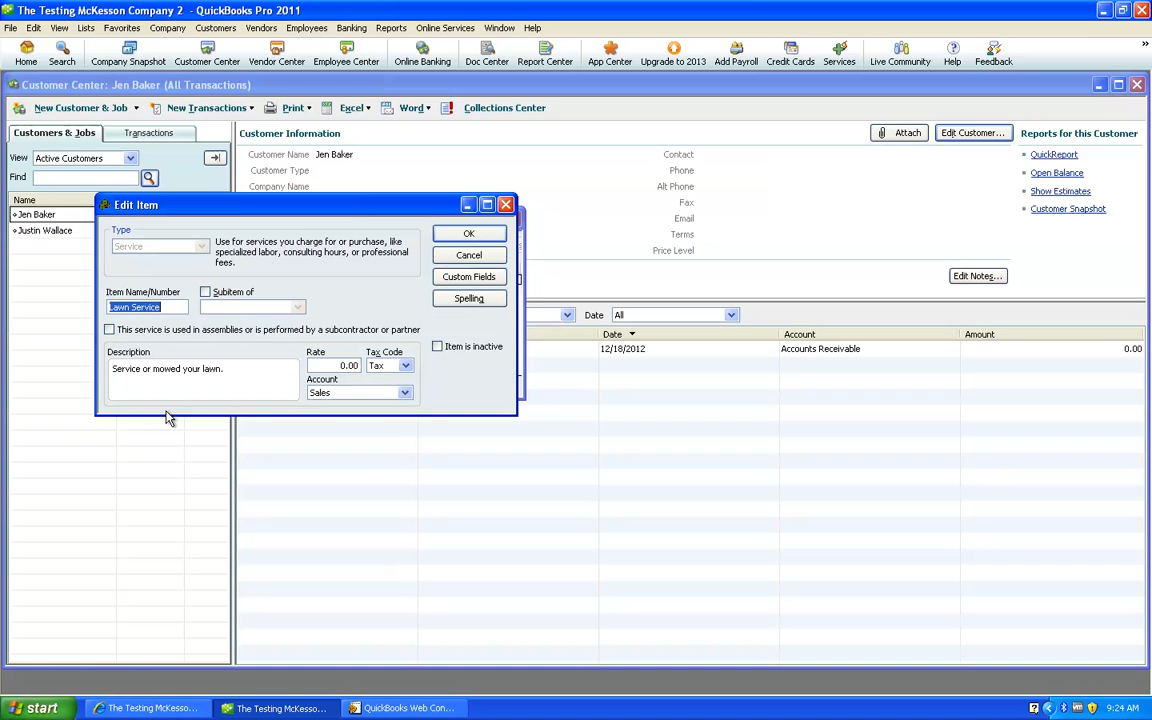 The Testing McKesson Company 2 - QuickBooks Pro 2011
File Edit View Lists Favorites Company Customers Vendors Employees Banking Reports Online Services Window Help
Home Search Company Snapshot Customer Center Vendor Center Employee Center Online Banking Doc Center Report Center App Center Upgrade to 2013 Add Payroll Credit Cards Services Live Community Help Feedback
Customer Center: Jen Baker (All Transactions)
New Customer & Job New Transactions Print Excel Word Collections Center
Customers & Jobs Transactions Customer Information Attach Edit Customer... Reports for this Customer
View Active Customers Customer Name Jen Baker Contact QuickReport
Customer Type Phone Open Balance
Find
Company Name Alt Phone Show Estimates
Name Fax Customer Snapshot
Jen Baker Email
Justin Wallace Terms
Price Level
Edit Notes...
Edit Item
Type
Service
Use for services you charge for or purchase, like
specialized labor, consulting hours, or professional
fees.
OK
Cancel
Custom Fields
Spelling
Item Name/Number Subitem of
Lawn Service
This service is used in assemblies or is performed by a subcontractor or partner
Item is inactive
Description Rate Tax Code
Service or mowed your lawn. 0.00 Tax
Account
Sales
Date All
Date Account Amount
12/18/2012 Accounts Receivable 0.00
start The Testing McKesso... The Testing McKesso... QuickBooks Web Con... 9:24 AM